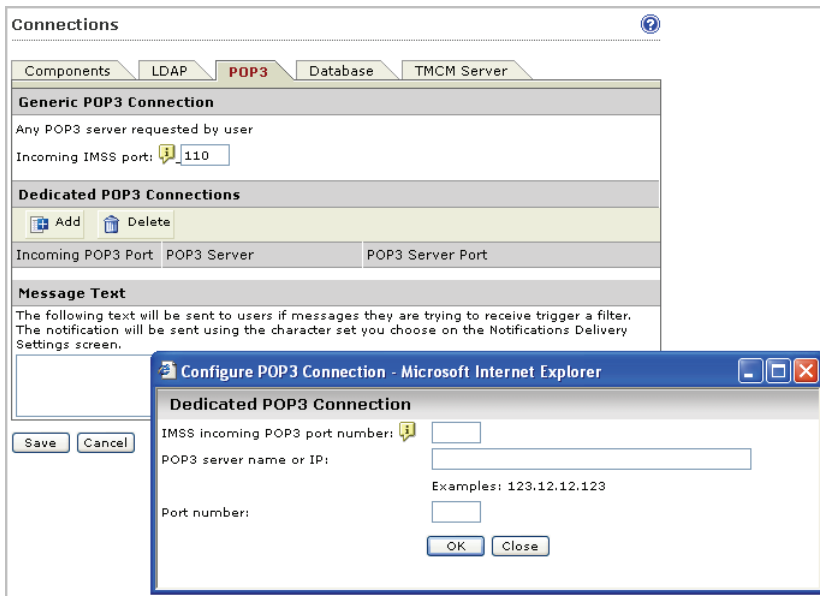 Connections
Components LDAP POP3 Database TMCM Server
Generic POP3 Connection
Any POP3 server requested by user
Incoming IMSS port: 110
Dedicated POP3 Connections
Add Delete
Incoming POP3 Port POP3 Server POP3 Server Port
Message Text
The following text will be sent to users if messages they are trying to receive trigger a filter.
The notification will be sent using the character set you choose on the Notifications Delivery
Settings screen.
Save Cancel
Configure POP3 Connection - Microsoft Internet Explorer
Dedicated POP3 Connection
IMSS incoming POP3 port number:
POP3 server name or IP:
Examples: 123.12.12.123
Port number:
OK Close